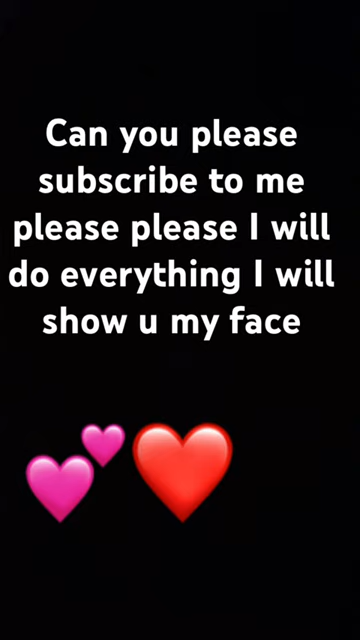 Can you please
subscribe to me
please please I will
do everything I will
show u my face